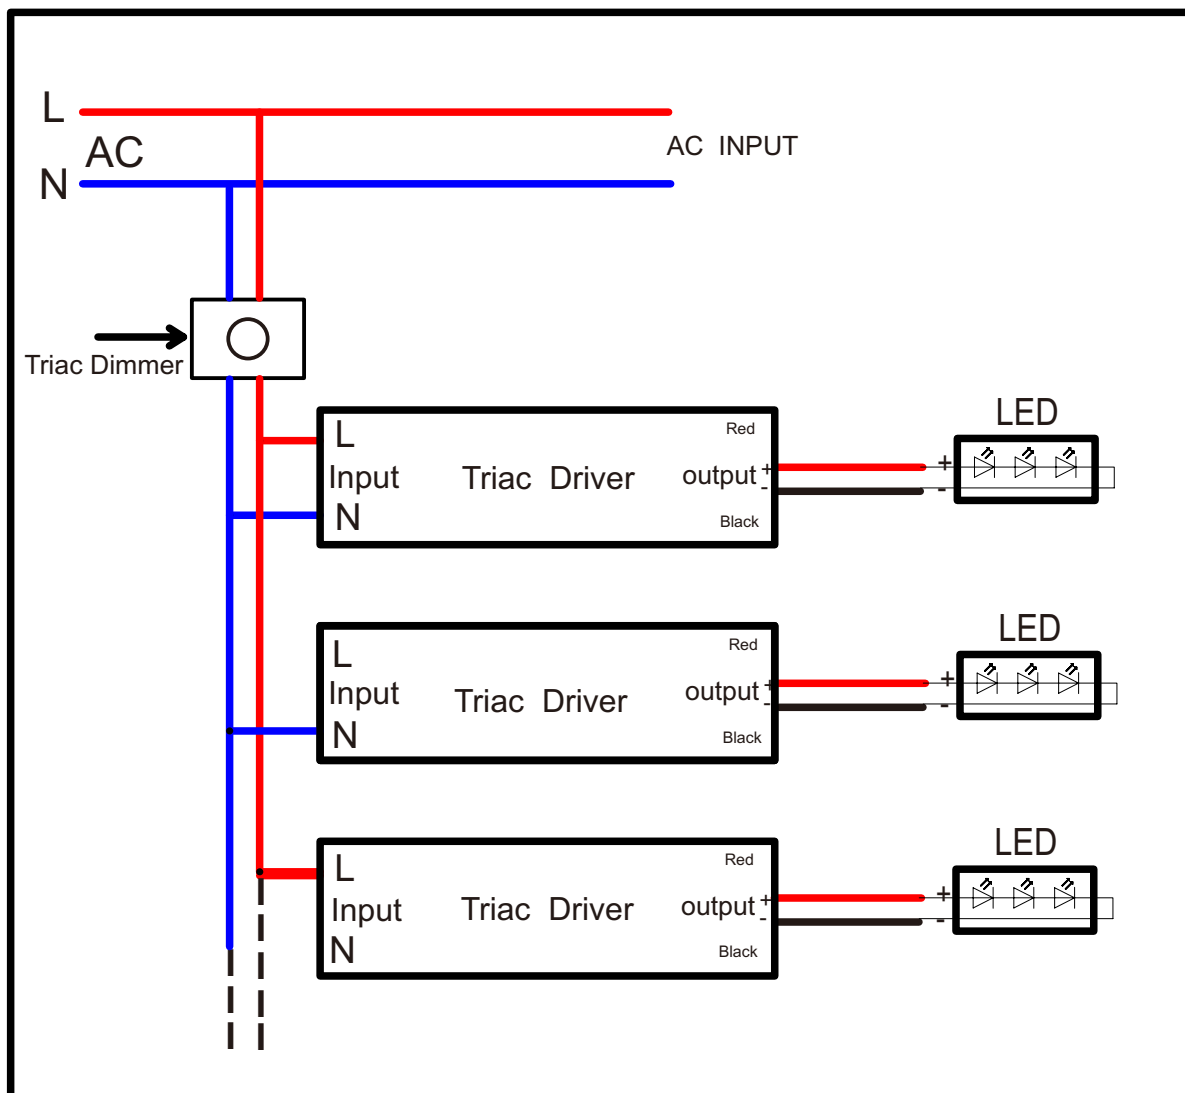 L
AC
N
AC INPUT
Triac Dimmer
L
Input
N
Triac Driver
Red
output
+
-
Black
LED
+
-
L
Input
N
Triac Driver
Red
output
+
-
Black
LED
+
-
L
Input
N
Triac Driver
Red
output
+
-
Black
LED
+
-